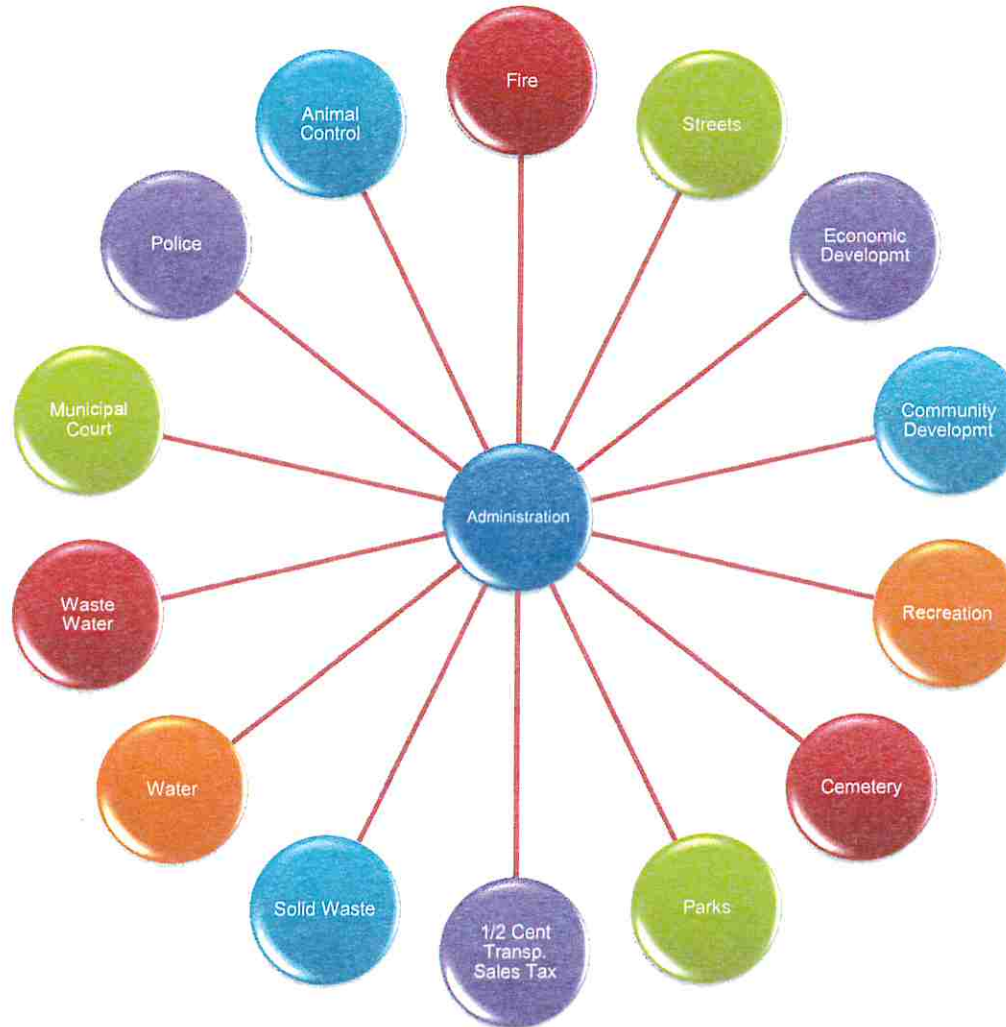 Fire
Animal
Control
Streets
Police
Economic
Developmt
Municipal
Court
Community
Developmt
Administration
Waste
Water
Recreation
Water
Cemetery
Solid Waste
Parks
1/2 Cent
Transp.
Sales Tax